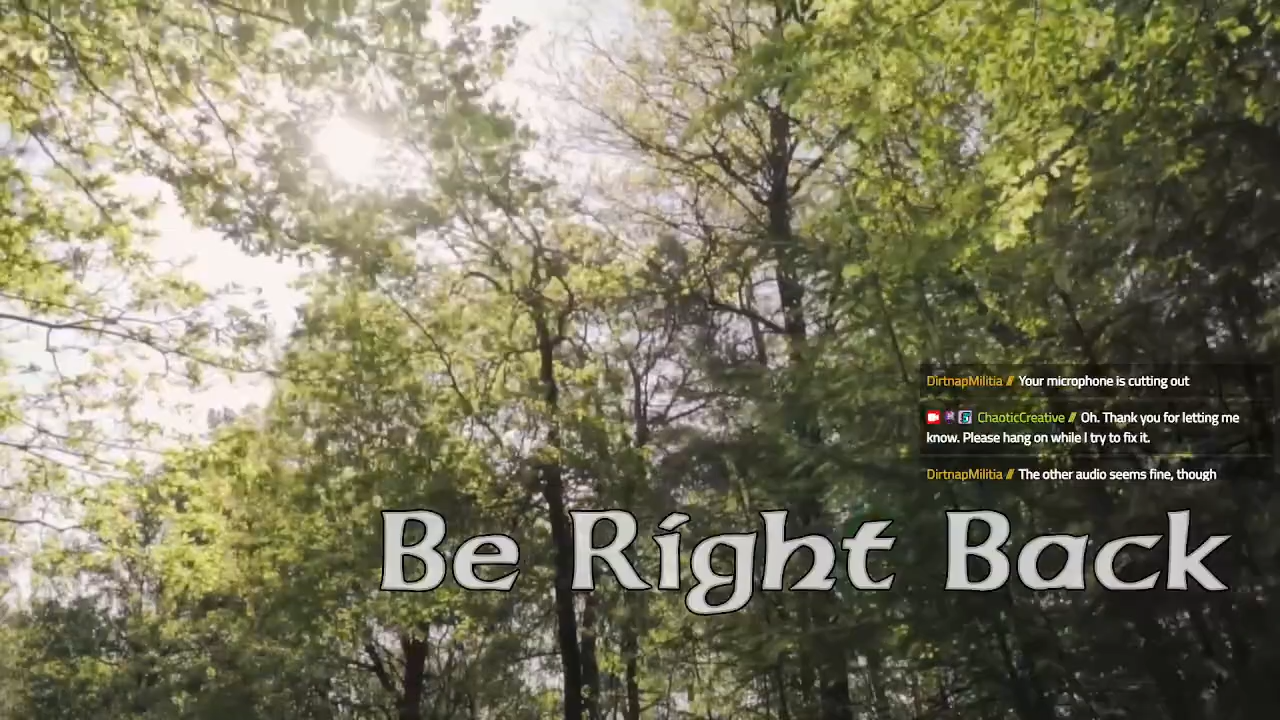 DirtnapMilitia // Your microphone is cutting out
ChaoticCreative // Oh. Thank you for letting me
know. Please hang on while I try to fix it.
DirtnapMilitia // The other audio seems fine, though
Be Right Back